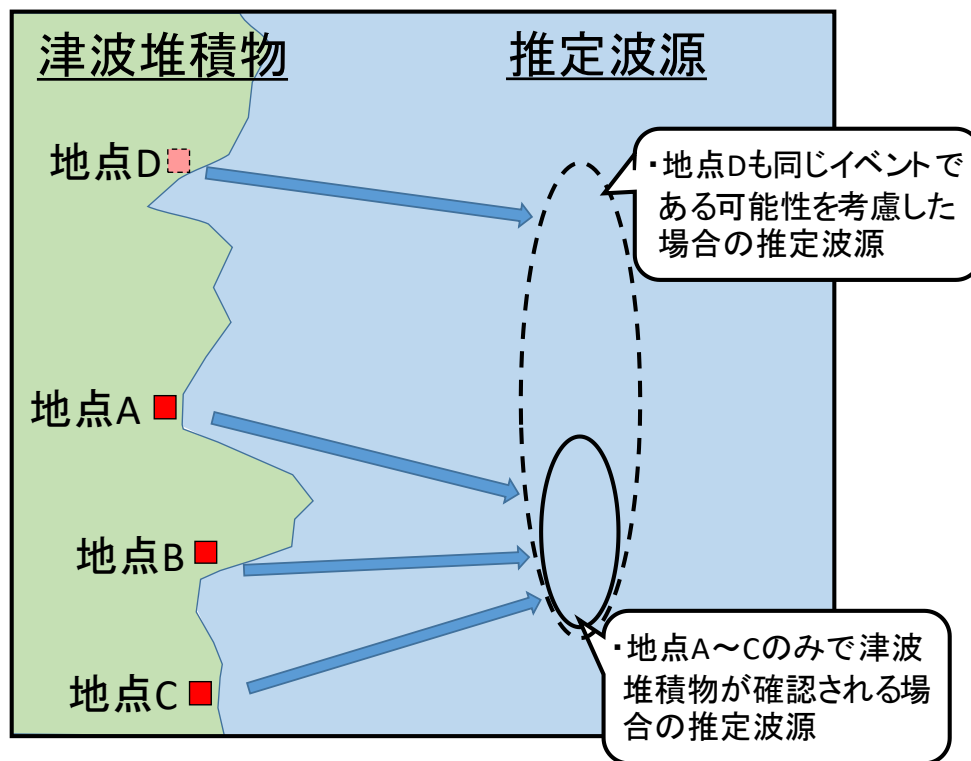 津波堆積物
推定波源
地点D
・地点Dも同じイベントで
ある可能性を考慮した
場合の推定波源
地点A
地点B
地点C
・地点A～Cのみで津波
堆積物が確認される場
合の推定波源